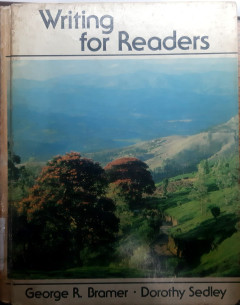 Writing
for Readers
George R. Bramer · Dorothy Sedley